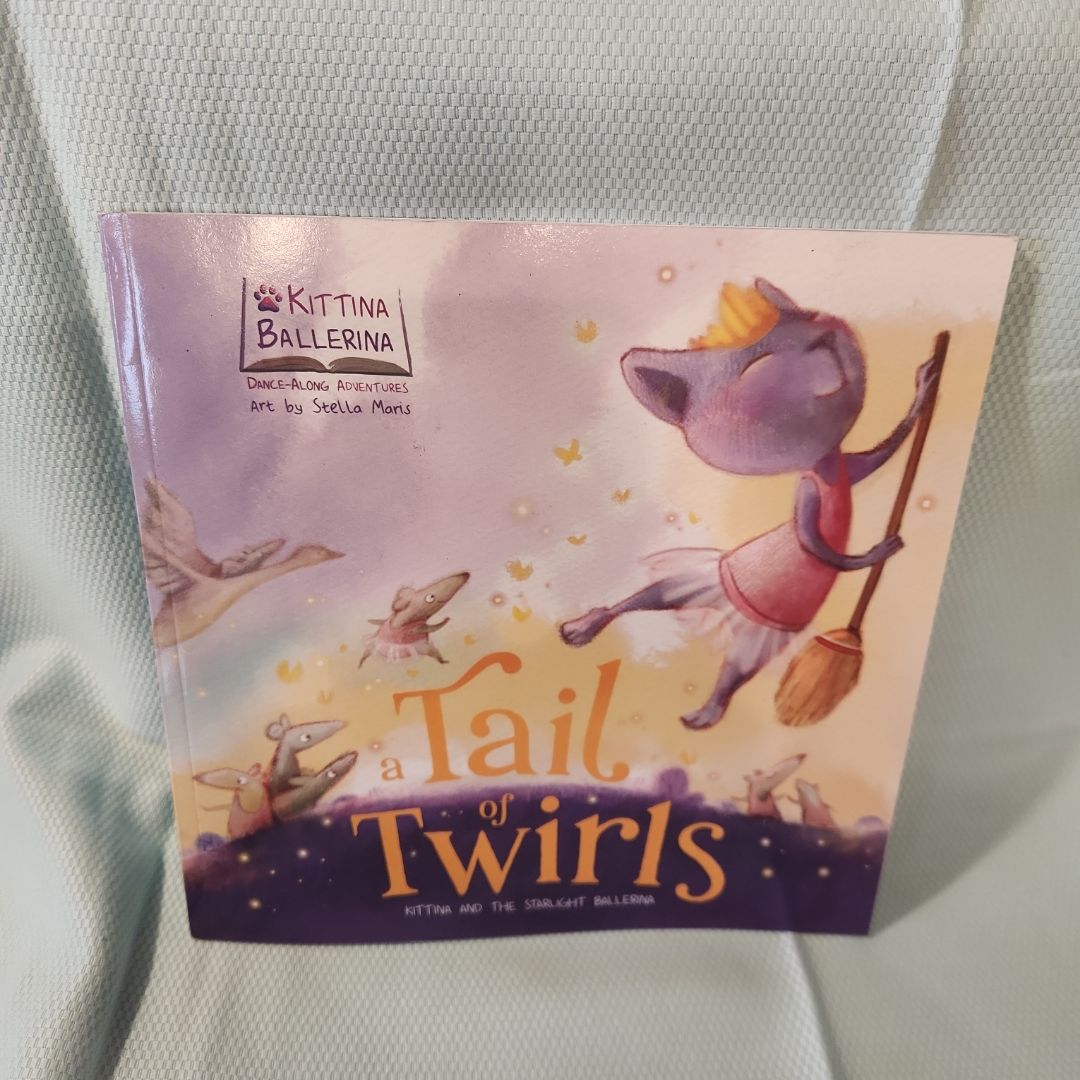 KITTINA
BALLERINA
DANCE-ALONG ADVENTURES
Art by Stella Maris
a Tail
of
Twirls
KITTINA AND THE STARLIGHT BALLERINA